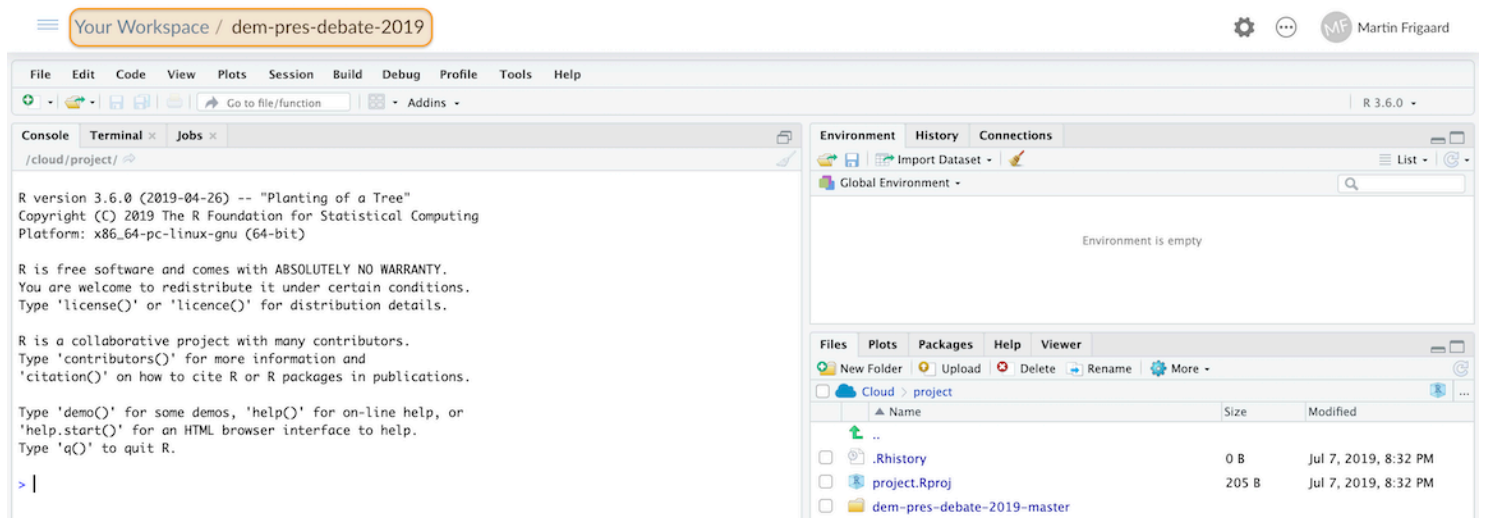 Your Workspace / dem-pres-debate-2019
MF Martin Frigaard
File Edit Code View Plots Session Build Debug Profile Tools Help
Go to file/function Addins R 3.6.0
Console Terminal Jobs
/cloud/project/
R version 3.6.0 (2019-04-26) -- "Planting of a Tree"
Copyright (C) 2019 The R Foundation for Statistical Computing
Platform: x86_64-pc-linux-gnu (64-bit)
R is free software and comes with ABSOLUTELY NO WARRANTY.
You are welcome to redistribute it under certain conditions.
Type 'license()' or 'licence()' for distribution details.
R is a collaborative project with many contributors.
Type 'contributors()' for more information and
'citation()' on how to cite R or R packages in publications.
Type 'demo()' for some demos, 'help()' for on-line help, or
'help.start()' for an HTML browser interface to help.
Type 'q()' to quit R.
>
Environment History Connections
Import Dataset List
Global Environment
Environment is empty
Files Plots Packages Help Viewer
New Folder Upload Delete Rename More
Cloud > project ...
Name Size Modified
..
.Rhistory 0 B Jul 7, 2019, 8:32 PM
project.Rproj 205 B Jul 7, 2019, 8:32 PM
dem-pres-debate-2019-master